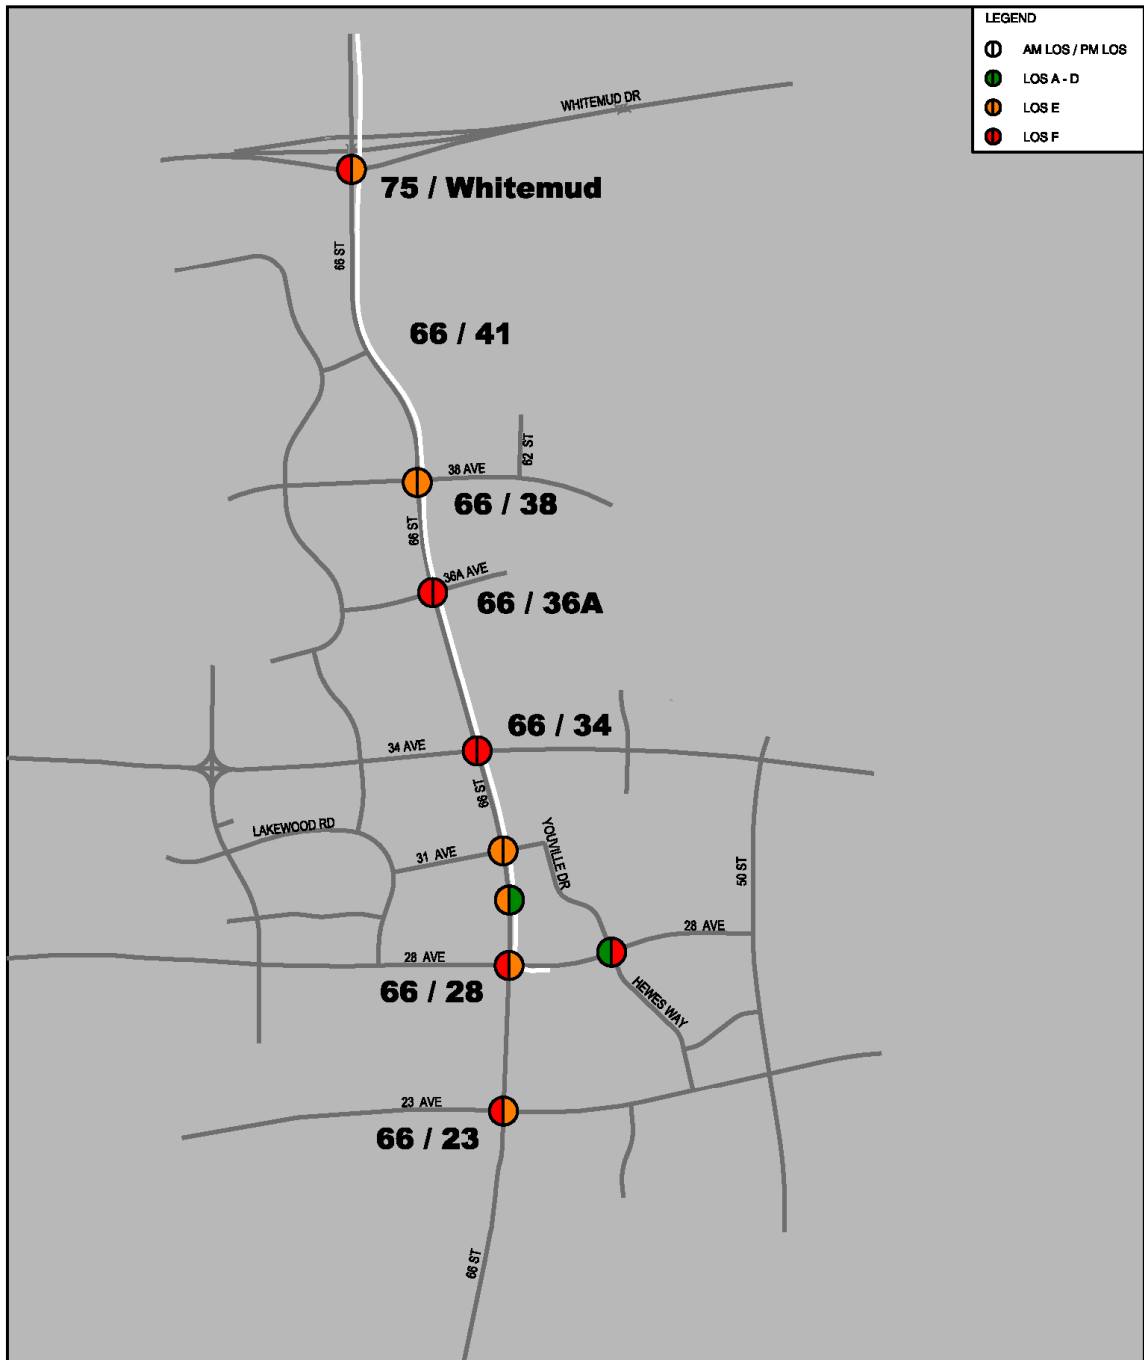 LEGEND
AM LOS / PM LOS
LOS A - D
LOS E
LOS F
WHITEMUD DR
75 / Whitemud
66 ST
66 / 41
62 ST
38 AVE
66 / 38
66 ST
36A AVE
66 / 36A
66 / 34
34 AVE
66 ST
LAKEWOOD RD
YOUVILLE DR
31 AVE
50 ST
28 AVE
28 AVE
66 / 28
HEWES WAY
23 AVE
66 / 23
66 ST